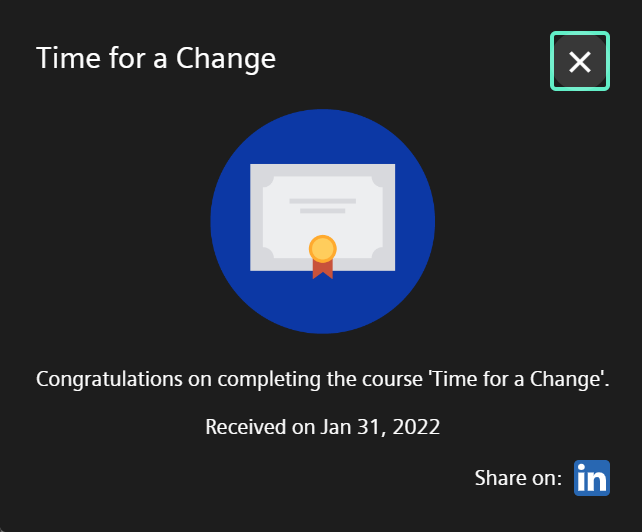 Time for a Change
Congratulations on completing the course 'Time for a Change'.
Received on Jan 31, 2022
Share on: in